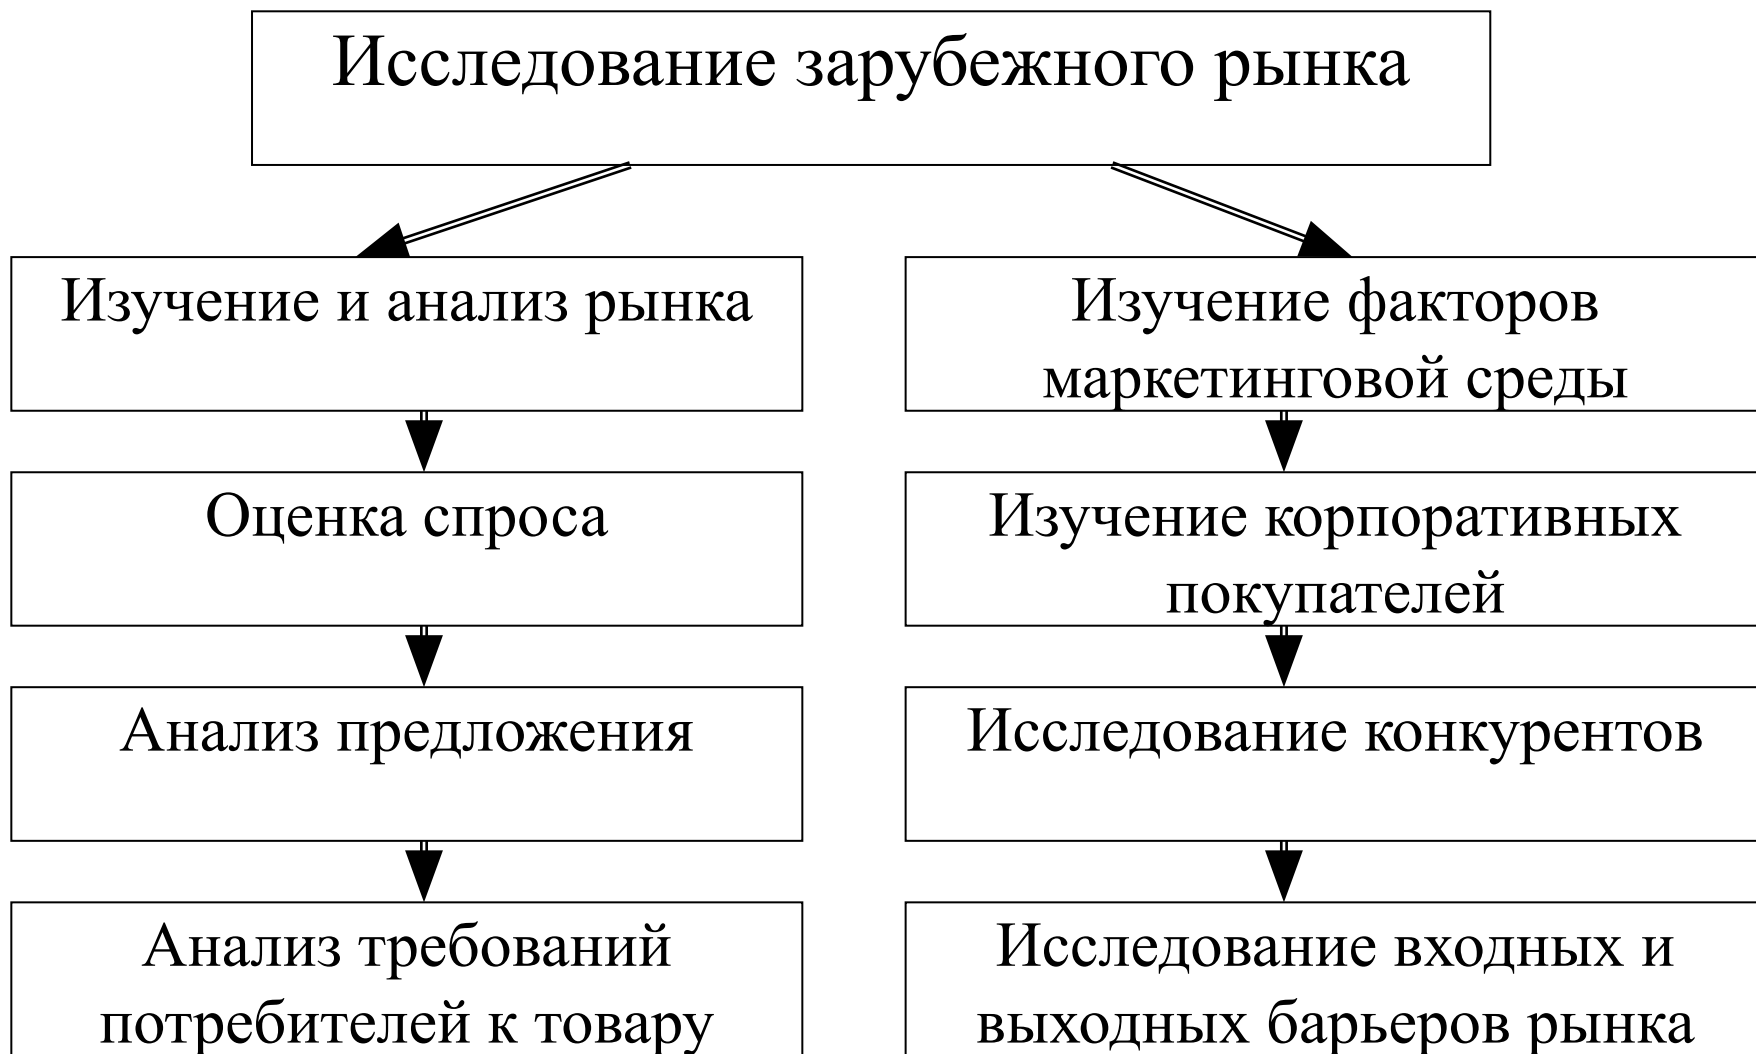 Исследование зарубежного рынка
Изучение и анализ рынка
Оценка спроса
Анализ предложения
Анализ требований
потребителей к товару
Изучение факторов
маркетинговой среды
Изучение корпоративных
покупателей
Исследование конкурентов
Исследование входных и
выходных барьеров рынка